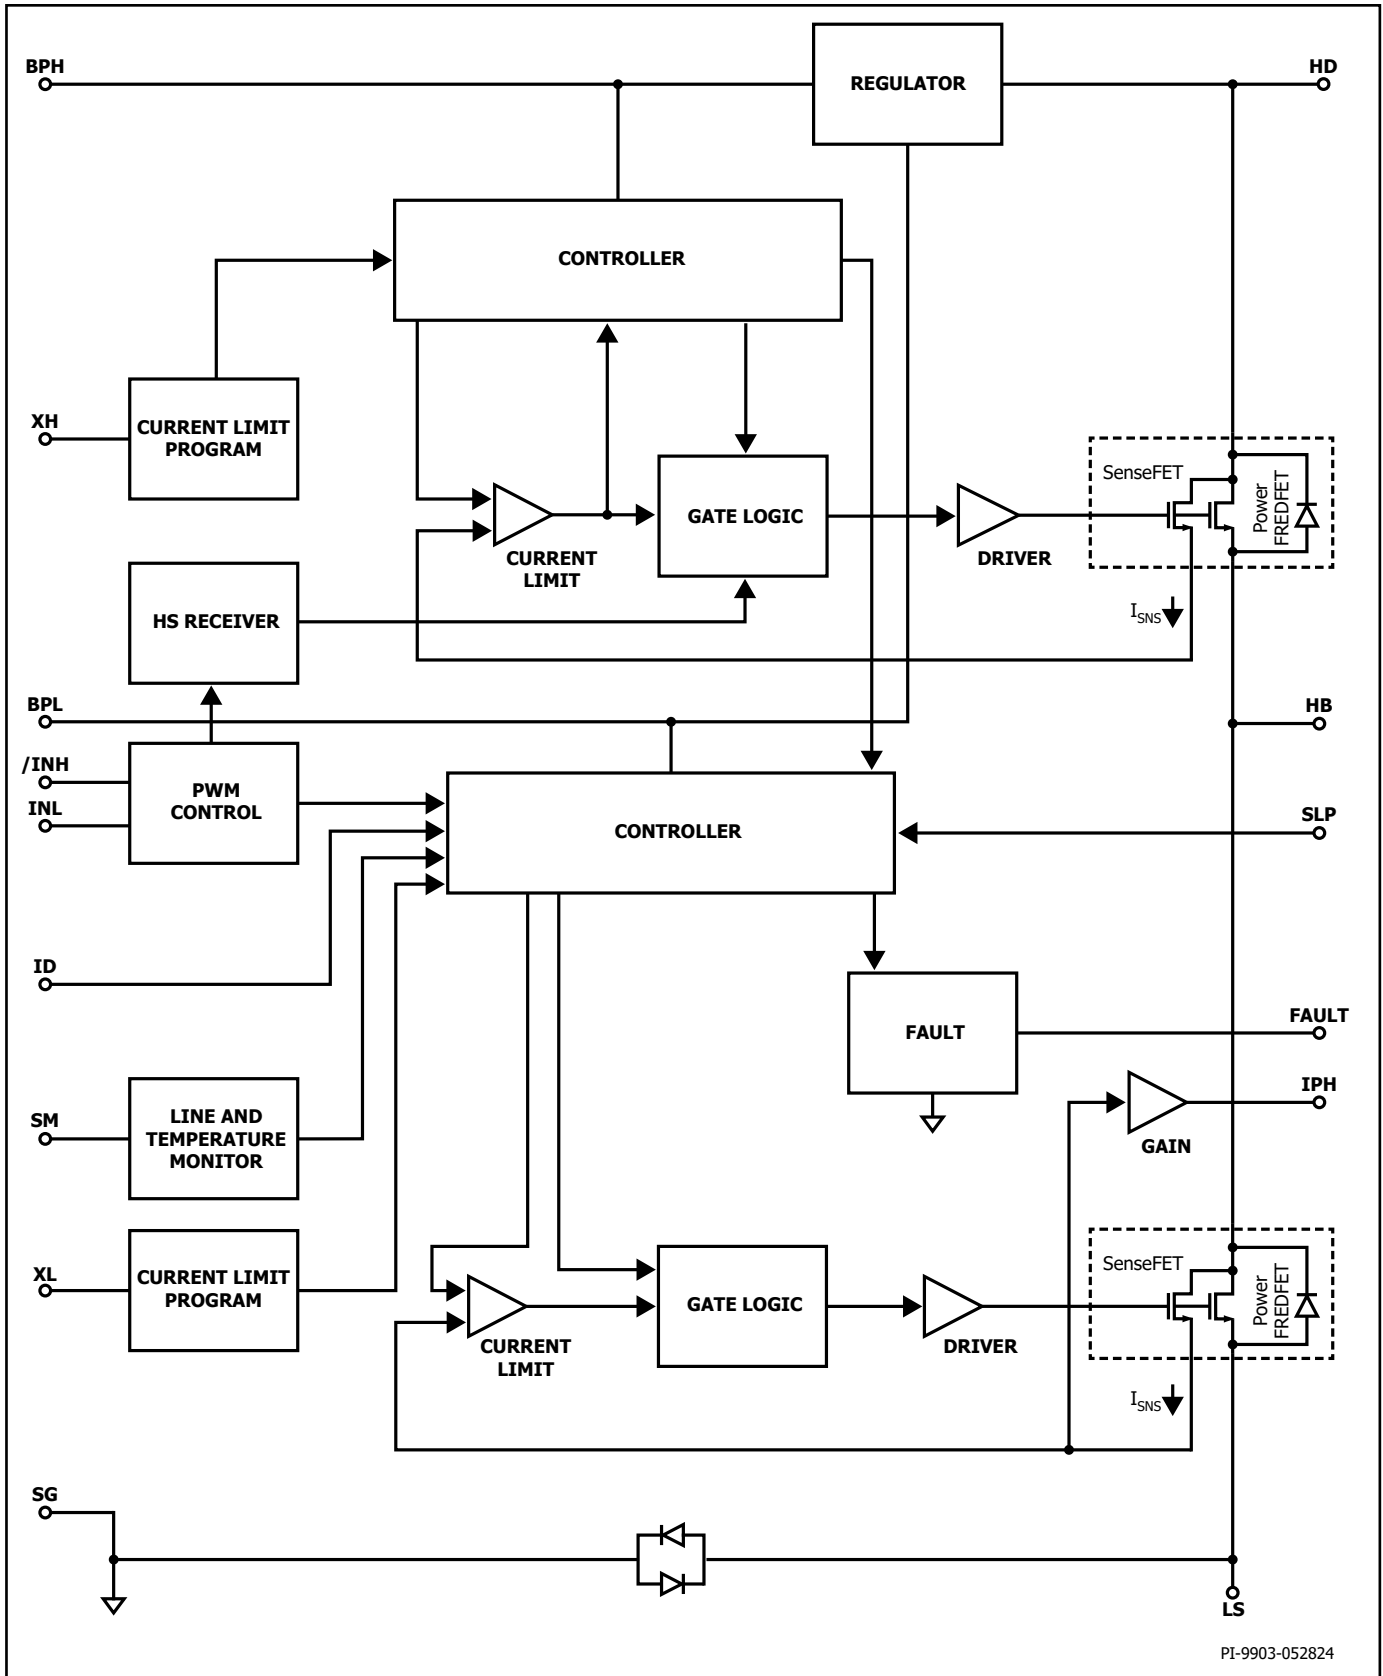 BPH
REGULATOR
HD
CONTROLLER
XH
CURRENT LIMIT
PROGRAM
SenseFET
Power
FREDFET
GATE LOGIC
CURRENT
LIMIT
DRIVER
HS RECEIVER
ISNS
BPL
HB
/INH
INL
PWM
CONTROL
CONTROLLER
SLP
ID
FAULT
FAULT
IPH
GAIN
SM
LINE AND
TEMPERATURE
MONITOR
XL
CURRENT LIMIT
PROGRAM
SenseFET
Power
FREDFET
GATE LOGIC
CURRENT
LIMIT
DRIVER
ISNS
SG
LS
PI-9903-052824